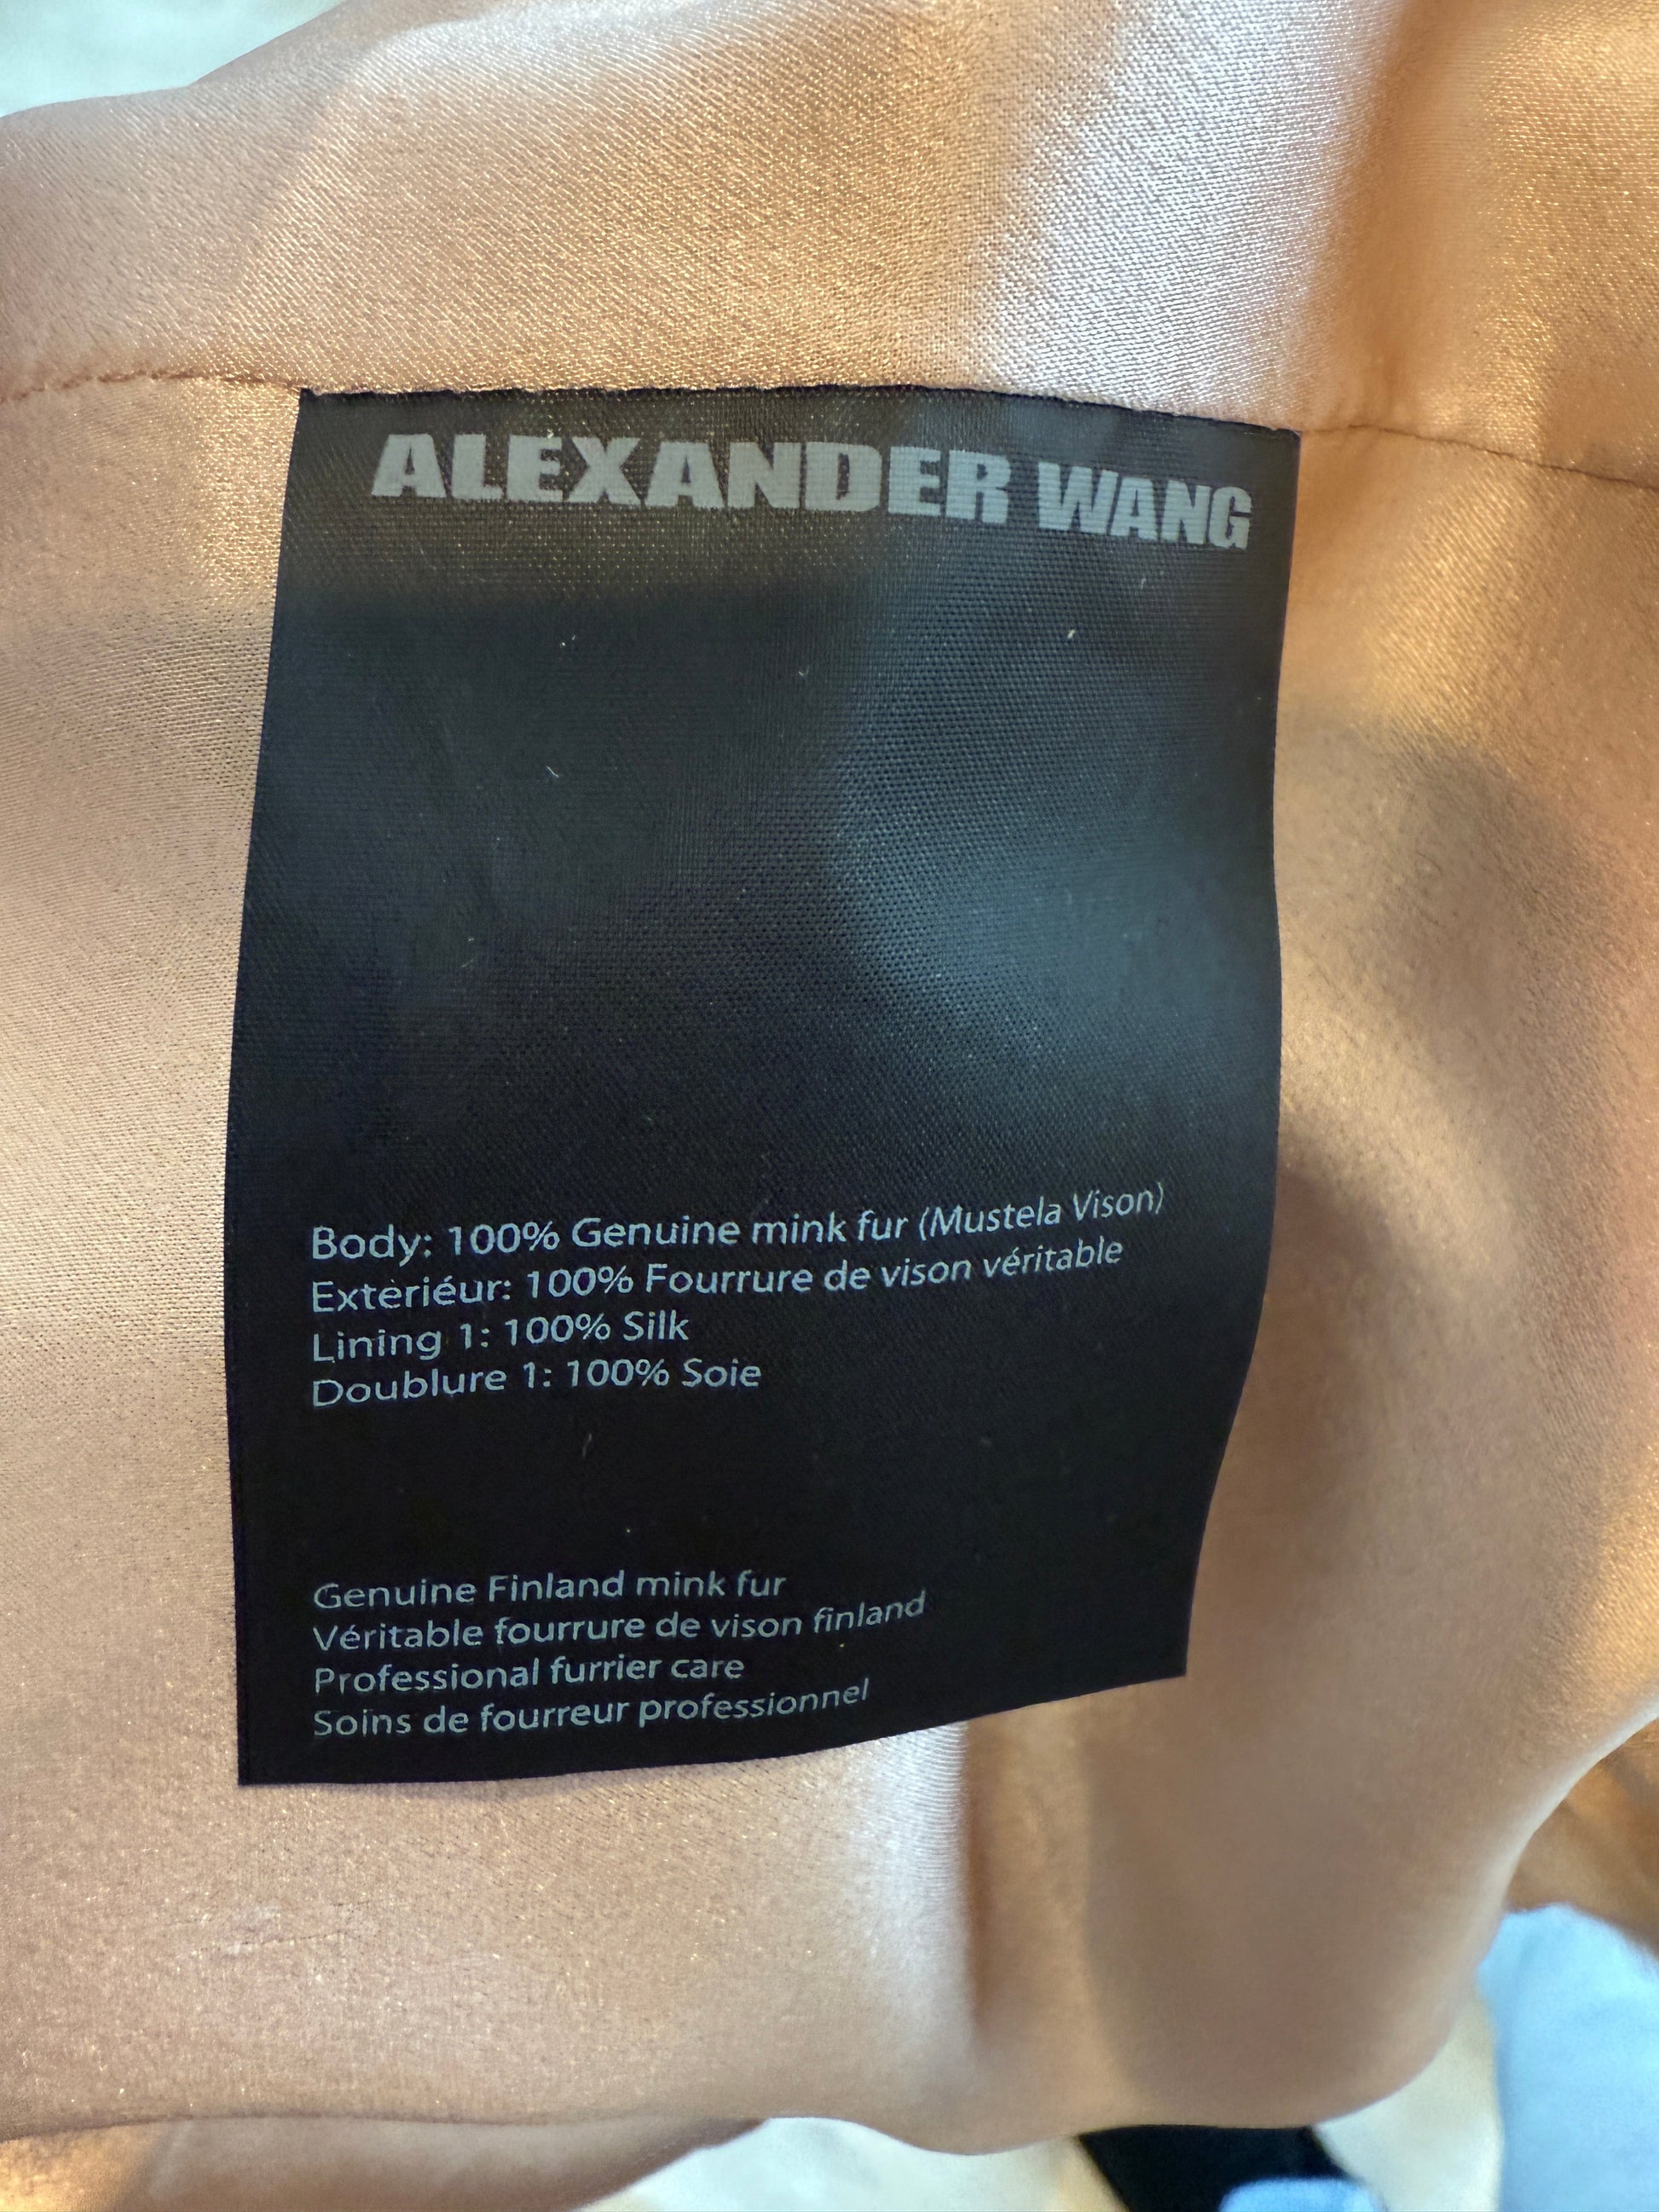 ALEXANDER WANG
Body: 100% Genuine mink fur (Mustela Vison)
Exteriéur: 100% Fourrure de vison véritable
Lining 1: 100% Silk
Doublure 1: 100% Soie
Genuine Finland mink fur
Véritable fourrure de vison finland
Professional furrier care
Soins de fourreur professionnel